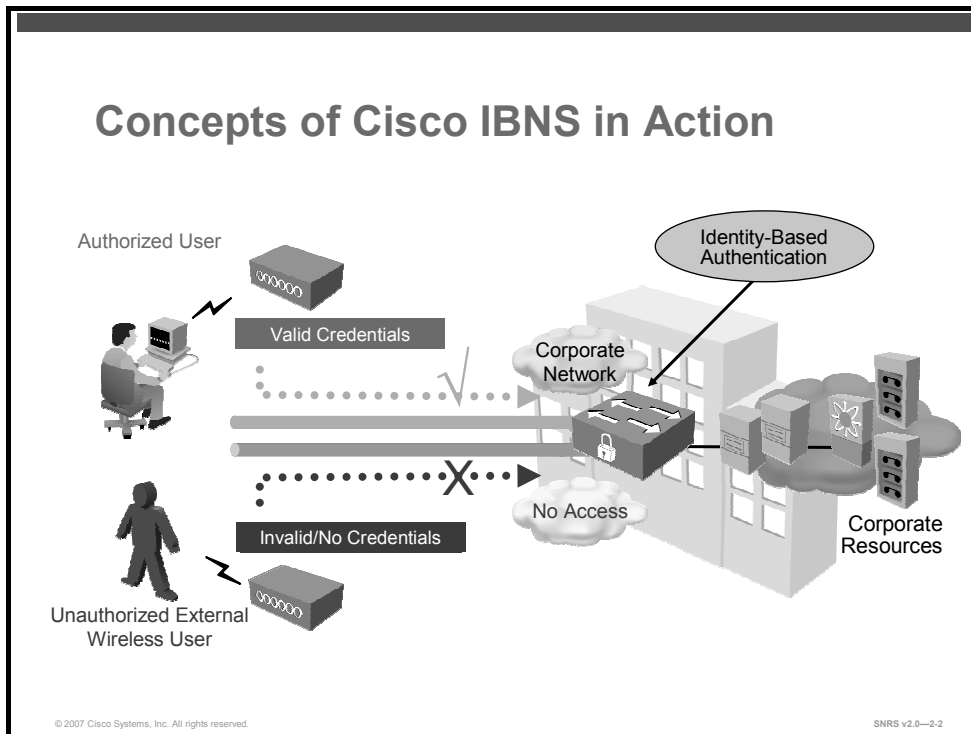 Concepts of Cisco IBNS in Action
Authorized User
Identity-Based
Authentication
Valid Credentials
Corporate
Network
No Access
Invalid/No Credentials
Corporate
Resources
Unauthorized External
Wireless User
© 2007 Cisco Systems, Inc. All rights reserved.
SNRS v2.0—2-2